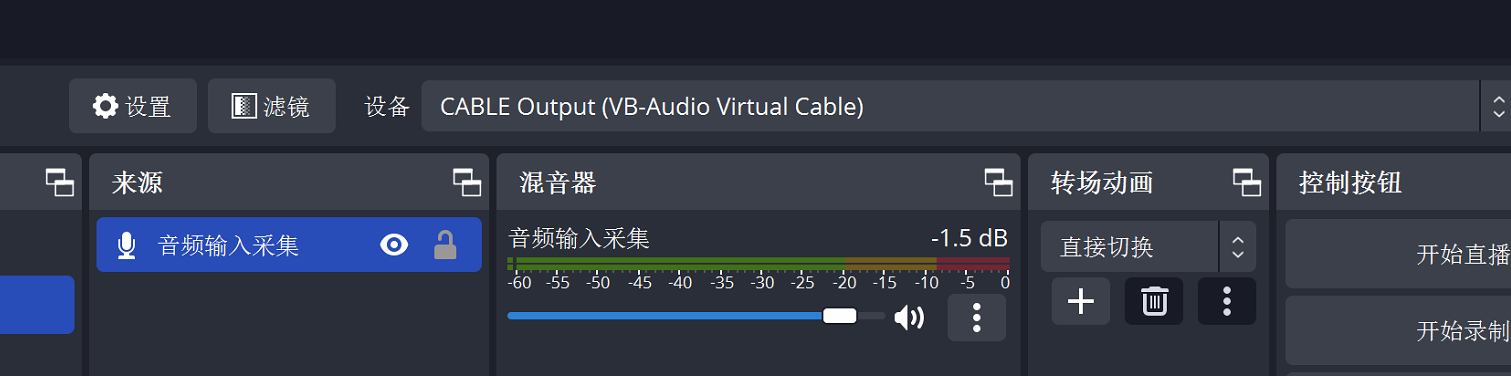 设置 滤镜 设备 CABLE Output (VB-Audio Virtual Cable)
来源 混音器 转场动画 控制按钮
音频输入采集
音频输入采集 -1.5 dB
-60 -55 -50 -45 -40 -35 -30 -25 -20 -15 -10 -5 0
直接切换
开始直播
开始录制